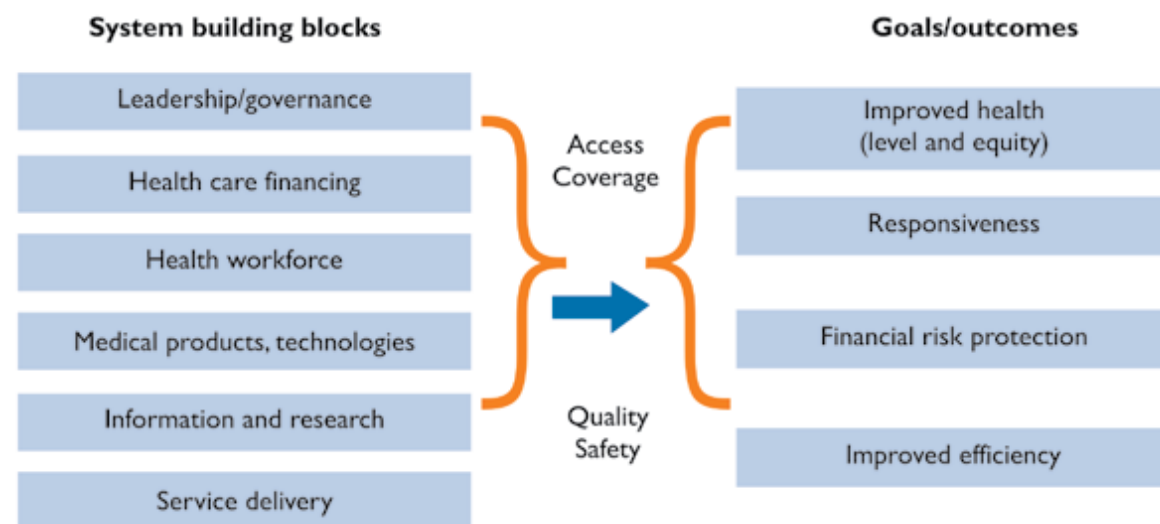 System building blocks
Leadership/governance
Health care financing
Health workforce
Medical products, technologies
Information and research
Service delivery
Access
Coverage
Quality
Safety
Goals/outcomes
Improved health
(level and equity)
Responsiveness
Financial risk protection
Improved efficiency